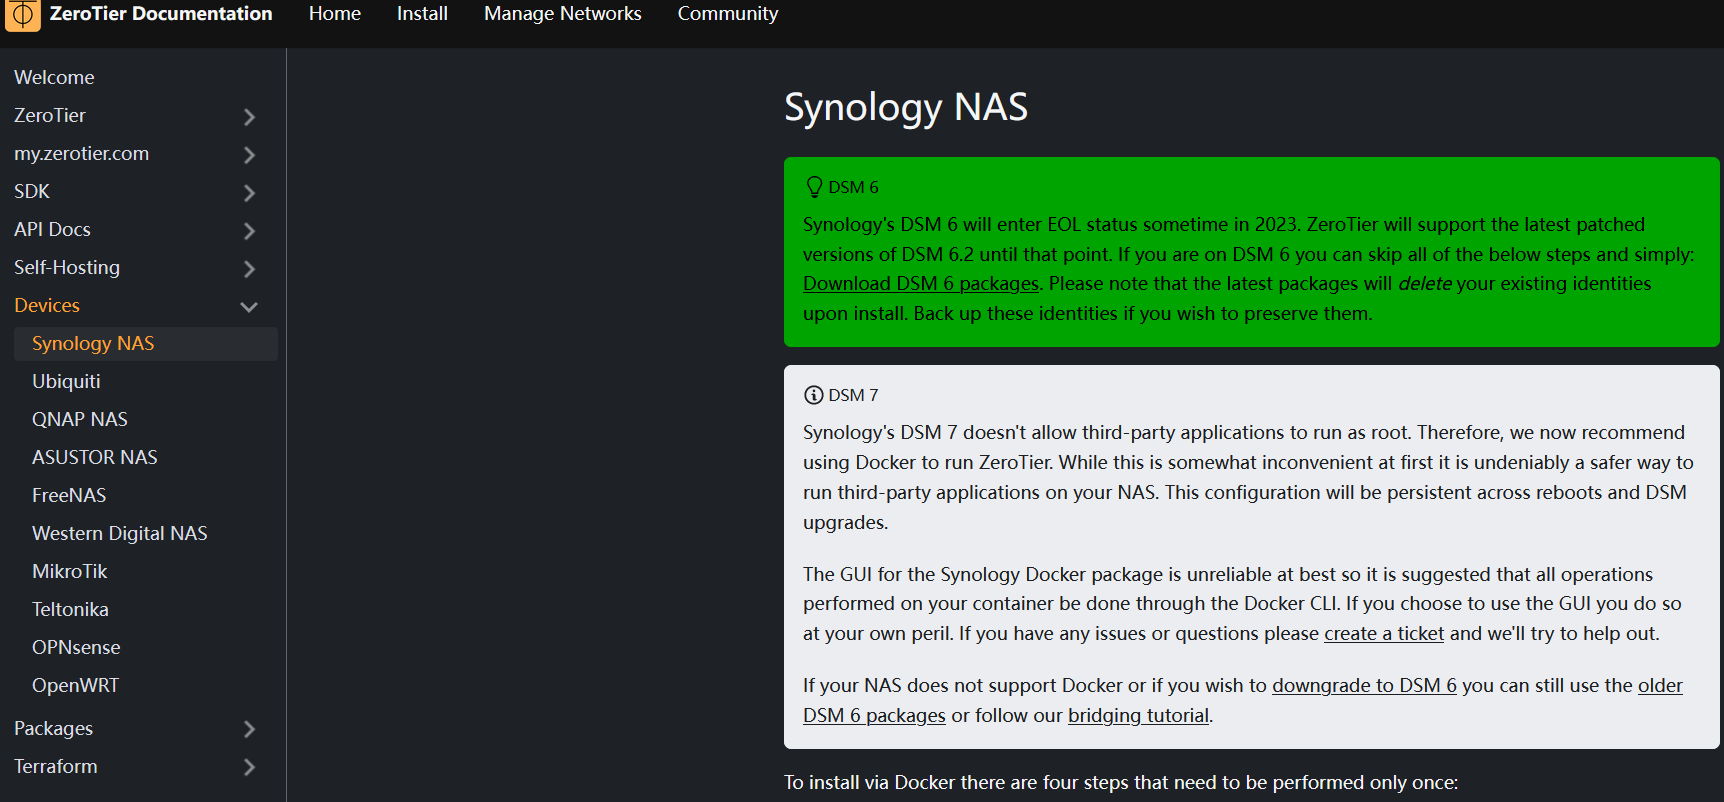 ZeroTier Documentation Home Install Manage Networks Community
Welcome
ZeroTier
my.zerotier.com
SDK
API Docs
Self-Hosting
Devices
Synology NAS
Ubiquiti
QNAP NAS
ASUSTOR NAS
FreeNAS
Western Digital NAS
MikroTik
Teltonika
OPNsense
OpenWRT
Packages
Terraform
Synology NAS
DSM 6
Synology's DSM 6 will enter EOL status sometime in 2023. ZeroTier will support the latest patched
versions of DSM 6.2 until that point. If you are on DSM 6 you can skip all of the below steps and simply:
Download DSM 6 packages. Please note that the latest packages will delete your existing identities
upon install. Back up these identities if you wish to preserve them.
DSM 7
Synology's DSM 7 doesn't allow third-party applications to run as root. Therefore, we now recommend
using Docker to run ZeroTier. While this is somewhat inconvenient at first it is undeniably a safer way to
run third-party applications on your NAS. This configuration will be persistent across reboots and DSM
upgrades.
The GUI for the Synology Docker package is unreliable at best so it is suggested that all operations
performed on your container be done through the Docker CLI. If you choose to use the GUI you do so
at your own peril. If you have any issues or questions please create a ticket and we'll try to help out.
If your NAS does not support Docker or if you wish to downgrade to DSM 6 you can still use the older
DSM 6 packages or follow our bridging tutorial.
To install via Docker there are four steps that need to be performed only once: